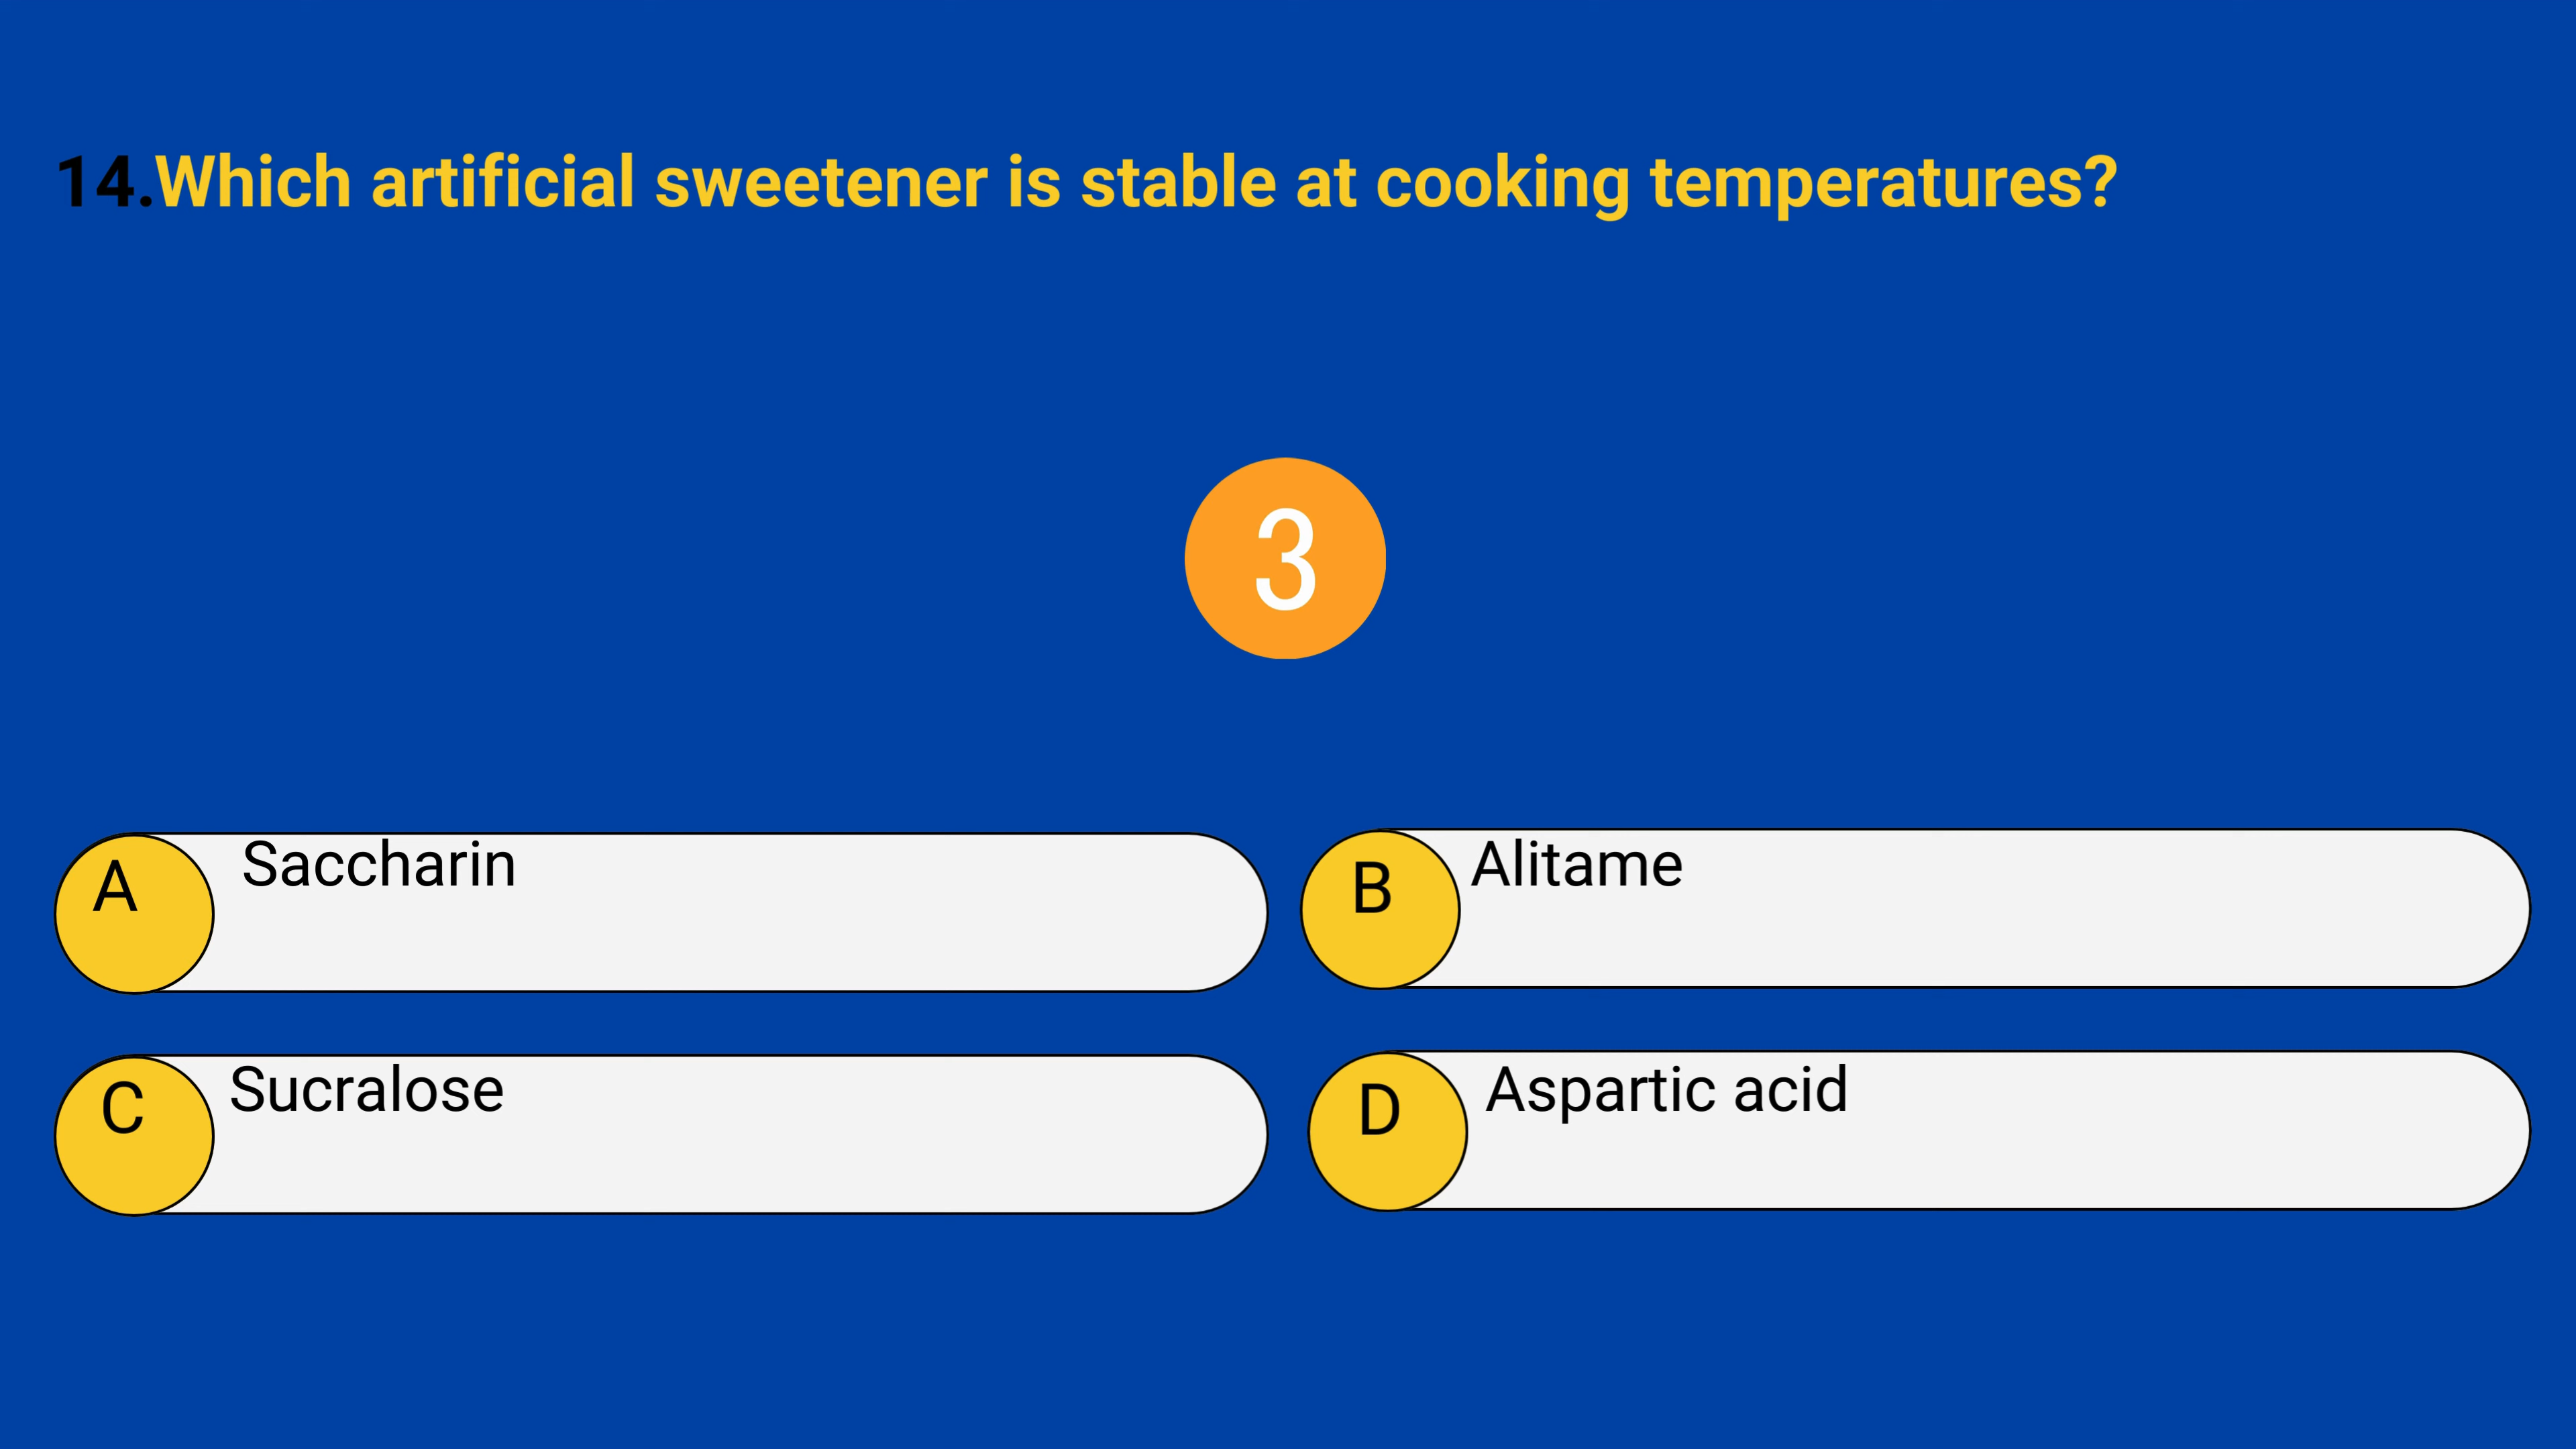 14.Which artificial sweetener is stable at cooking temperatures?
3
A Saccharin
B Alitame
C Sucralose
D Aspartic acid